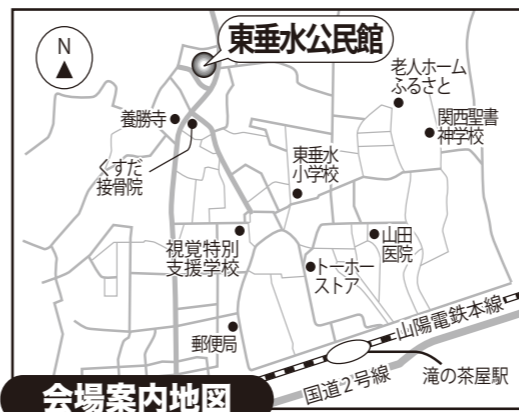 N
東垂水公民館
老人ホーム
ふるさと
関西聖書
神学校
養勝寺
くすだ
接骨院
東垂水
小学校
視覚特別
支援学校
山田
医院
トーホー
ストア
郵便局
山陽電鉄本線
国道2号線
滝の茶屋駅
会場案内地図